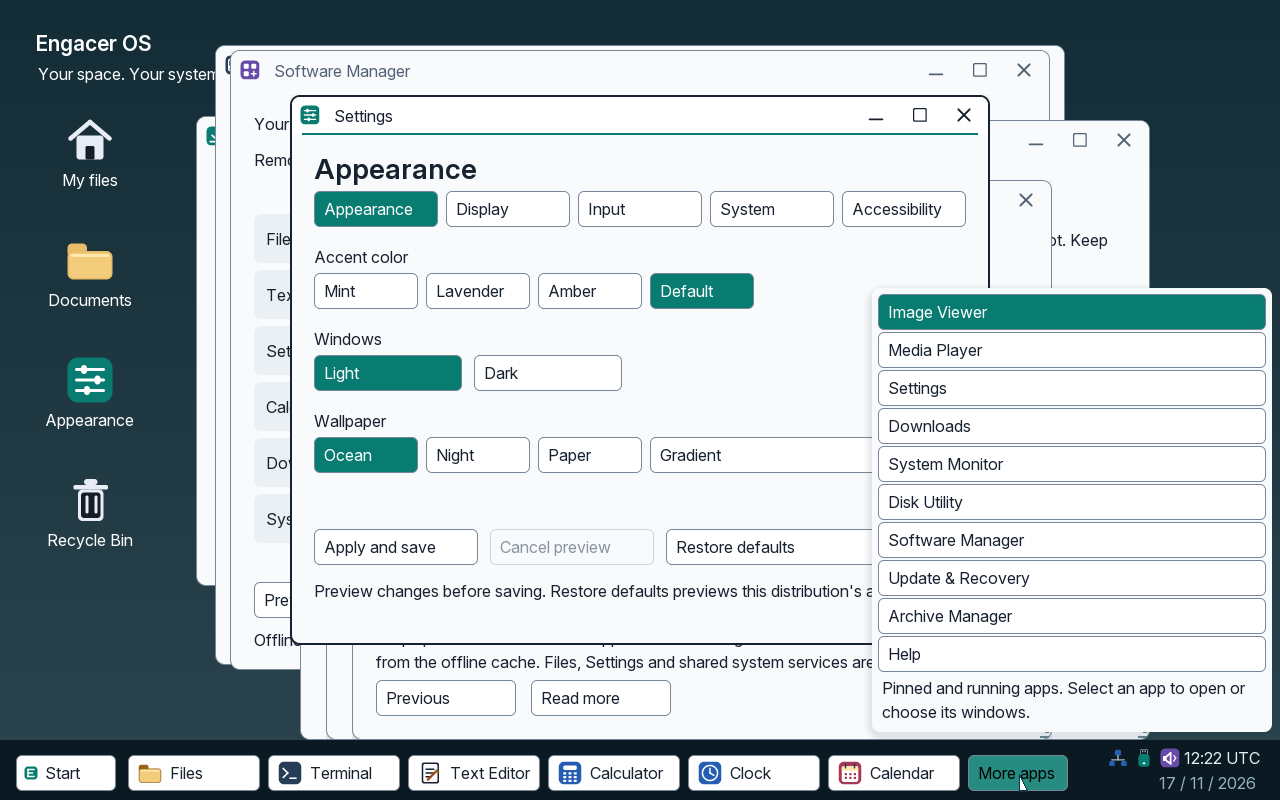 Engacer OS
Your space. Your system
My files
Documents
Appearance
Recycle Bin
Software Manager
Your
Remo
File
Tex
Set
Cal
Dow
Sys
Offlin
Settings
Appearance
Appearance Display Input System Accessibility
Accent color
Mint Lavender Amber Default
Windows
Light Dark
Wallpaper
Ocean Night Paper Gradient
Apply and save Cancel preview Restore defaults
Preview changes before saving. Restore defaults previews this distribution's a
ot. Keep
from the offline cache. Files, Settings and shared system services are
Previous Read more
Image Viewer
Media Player
Settings
Downloads
System Monitor
Disk Utility
Software Manager
Update & Recovery
Archive Manager
Help
Pinned and running apps. Select an app to open or
choose its windows.
Start Files Terminal Text Editor Calculator Clock Calendar More apps
12:22 UTC
17 / 11 / 2026